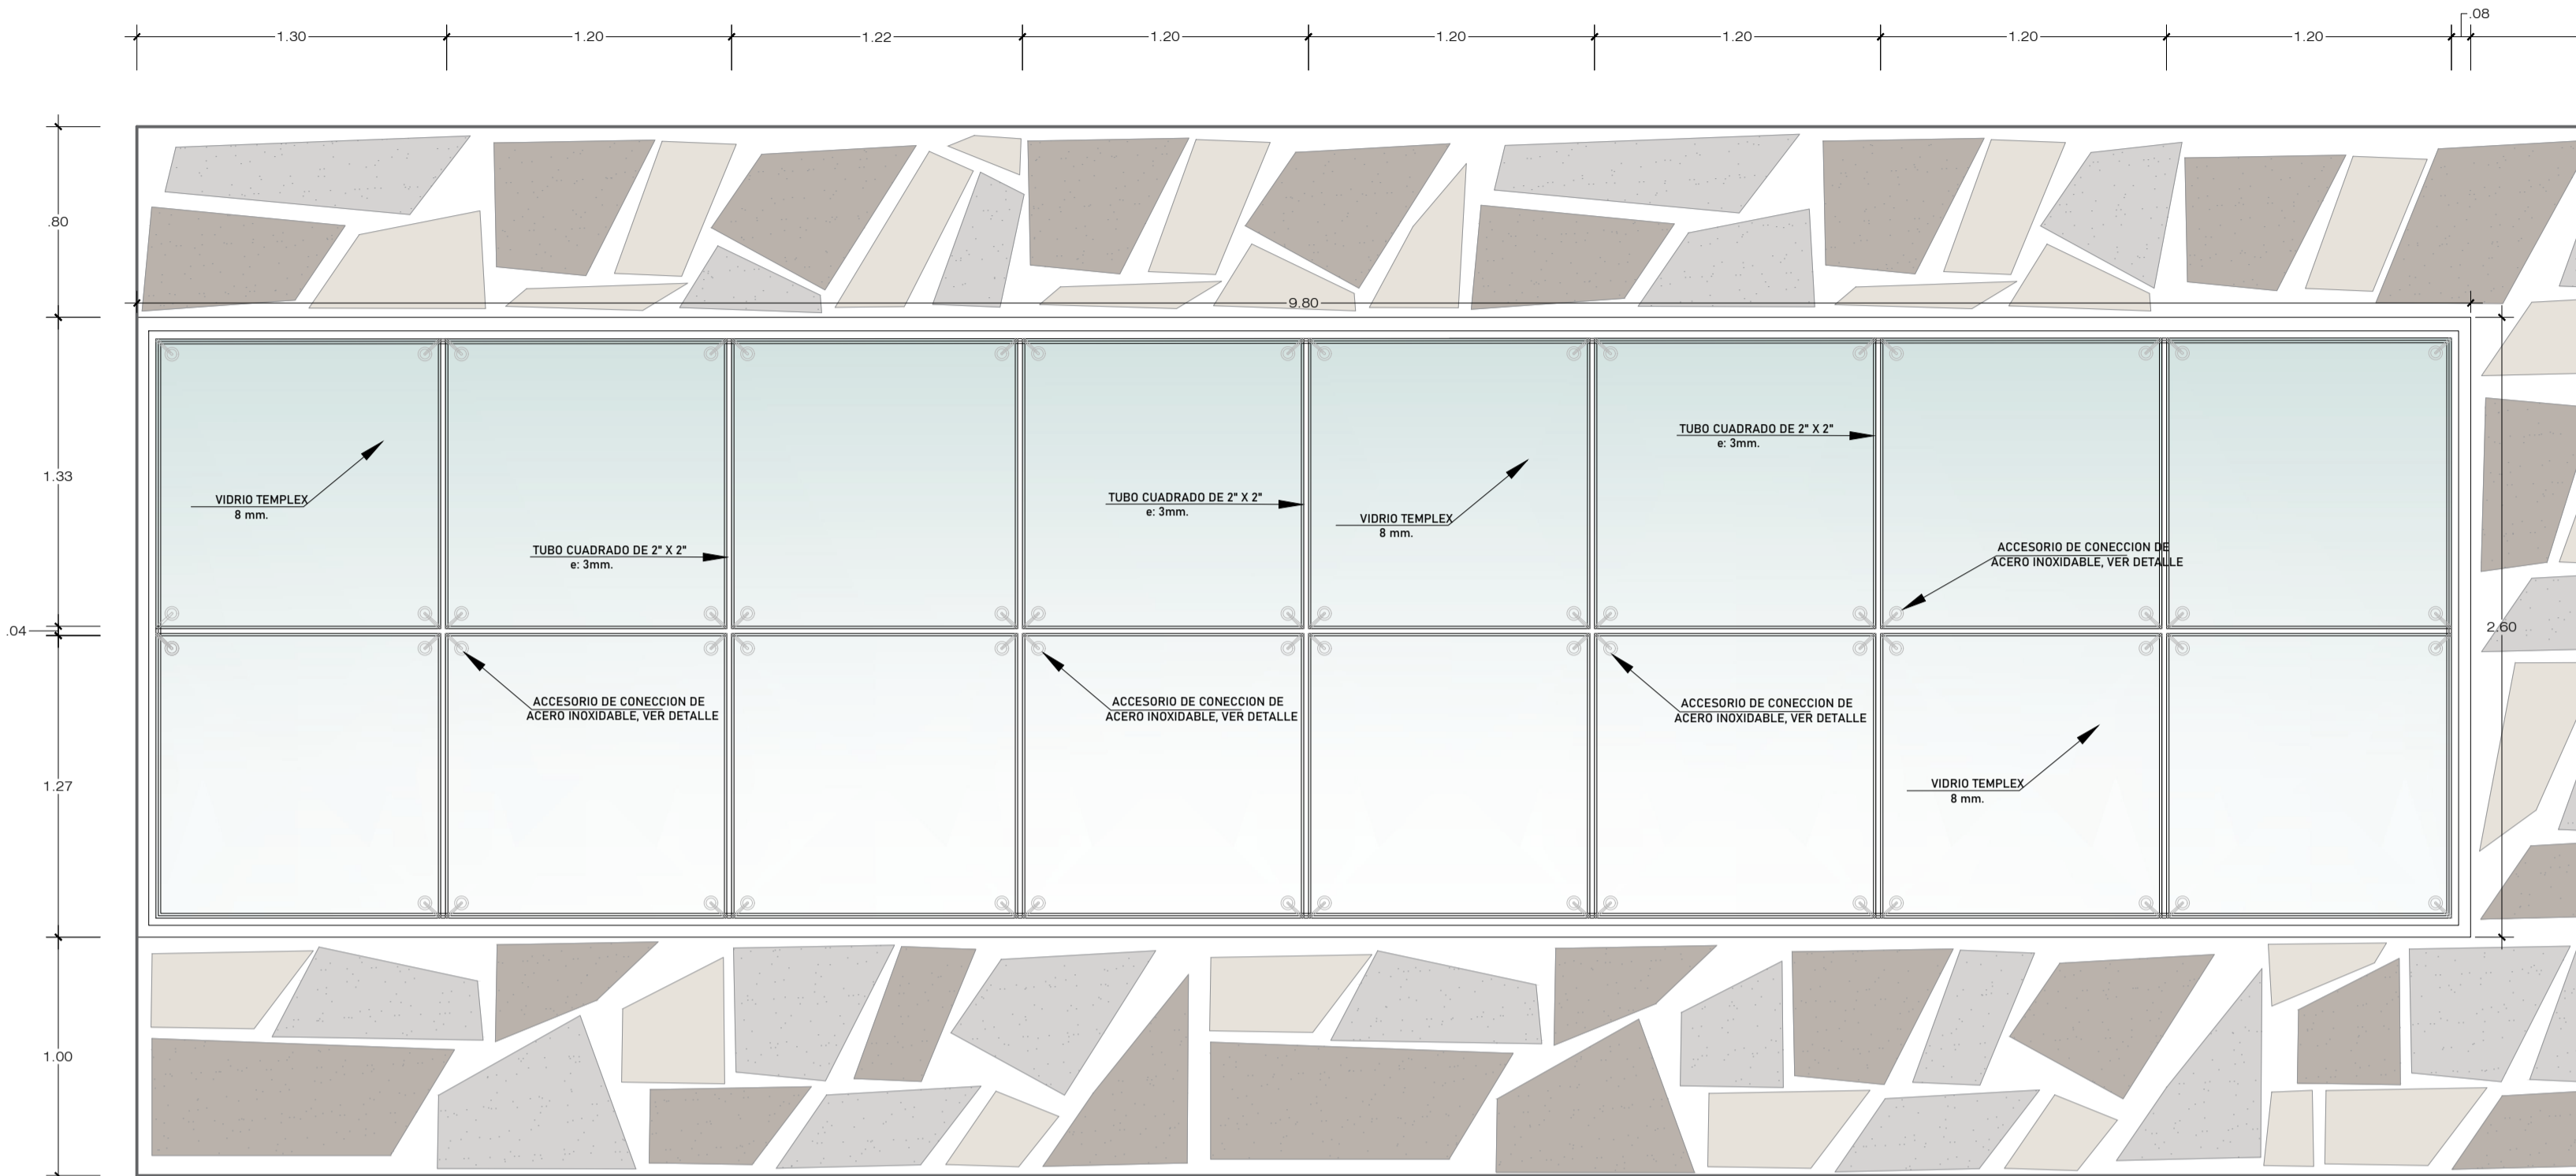 .08
1.30
1.20
1.22
1.20
1.20
1.20
1.20
1.20
.80
9.80
TUBO CUADRADO DE 2" X 2"
e: 3mm.
1.33
VIDRIO TEMPLEX
8 mm.
TUBO CUADRADO DE 2" X 2"
e: 3mm.
VIDRIO TEMPLEX
8 mm.
TUBO CUADRADO DE 2" X 2"
e: 3mm.
ACCESORIO DE CONECCION DE
ACERO INOXIDABLE, VER DETALLE
.04
2.60
ACCESORIO DE CONECCION DE
ACERO INOXIDABLE, VER DETALLE
ACCESORIO DE CONECCION DE
ACERO INOXIDABLE, VER DETALLE
ACCESORIO DE CONECCION DE
ACERO INOXIDABLE, VER DETALLE
1.27
VIDRIO TEMPLEX
8 mm.
1.00